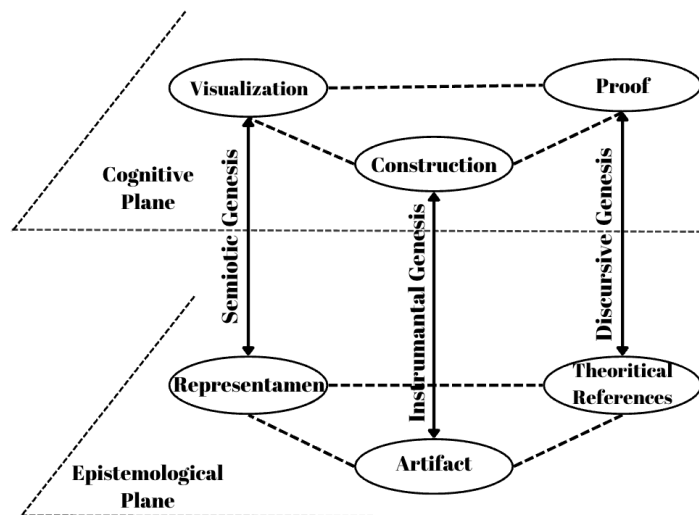 Visualization
Proof
Construction
Cognitive
Plane
Semiotic Genesis
Instrumantal Genesis
Discursive Genesis
Representamen
Theoritical
References
Artifact
Epistemological
Plane